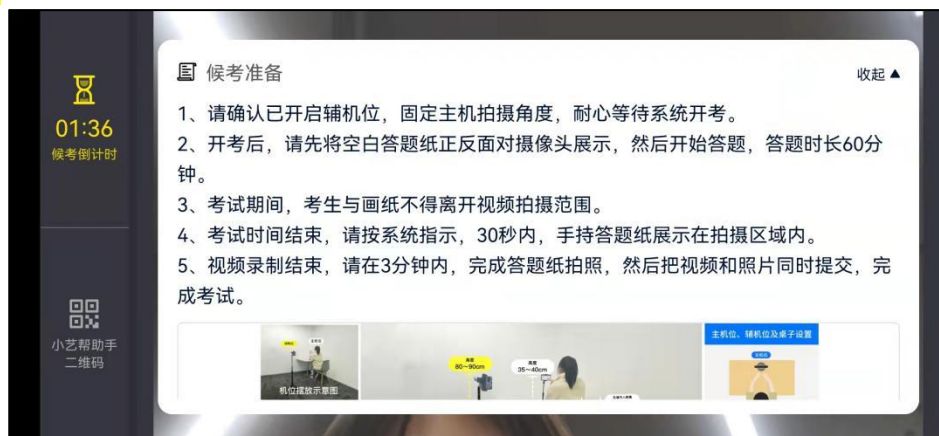 01:36
候考倒计时
小艺帮助手
二维码
候考准备
收起▲
1、请确认已开启辅机位，固定主机拍摄角度，耐心等待系统开考。
2、开考后，请先将空白答题纸正反面对摄像头展示，然后开始答题，答题时长60分
钟。
3、考试期间，考生与画纸不得离开视频拍摄范围。
4、考试时间结束，请按系统指示，30秒内，手持答题纸展示在拍摄区域内。
5、视频录制结束，请在3分钟内，完成答题纸拍照，然后把视频和照片同时提交，完
成考试。
机位摆放示意图
高度
80~90cm
高度
35~40cm
主机位、辅机位及桌子设置